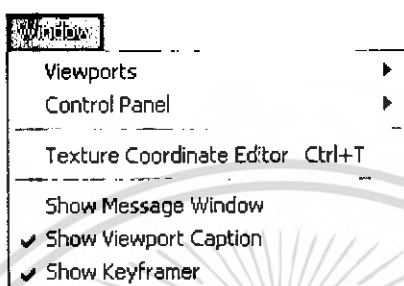 Window
Viewports
Control Panel
Texture Coordinate Editor Ctrl+T
Show Message Window
Show Viewport Caption
Show Keyframer